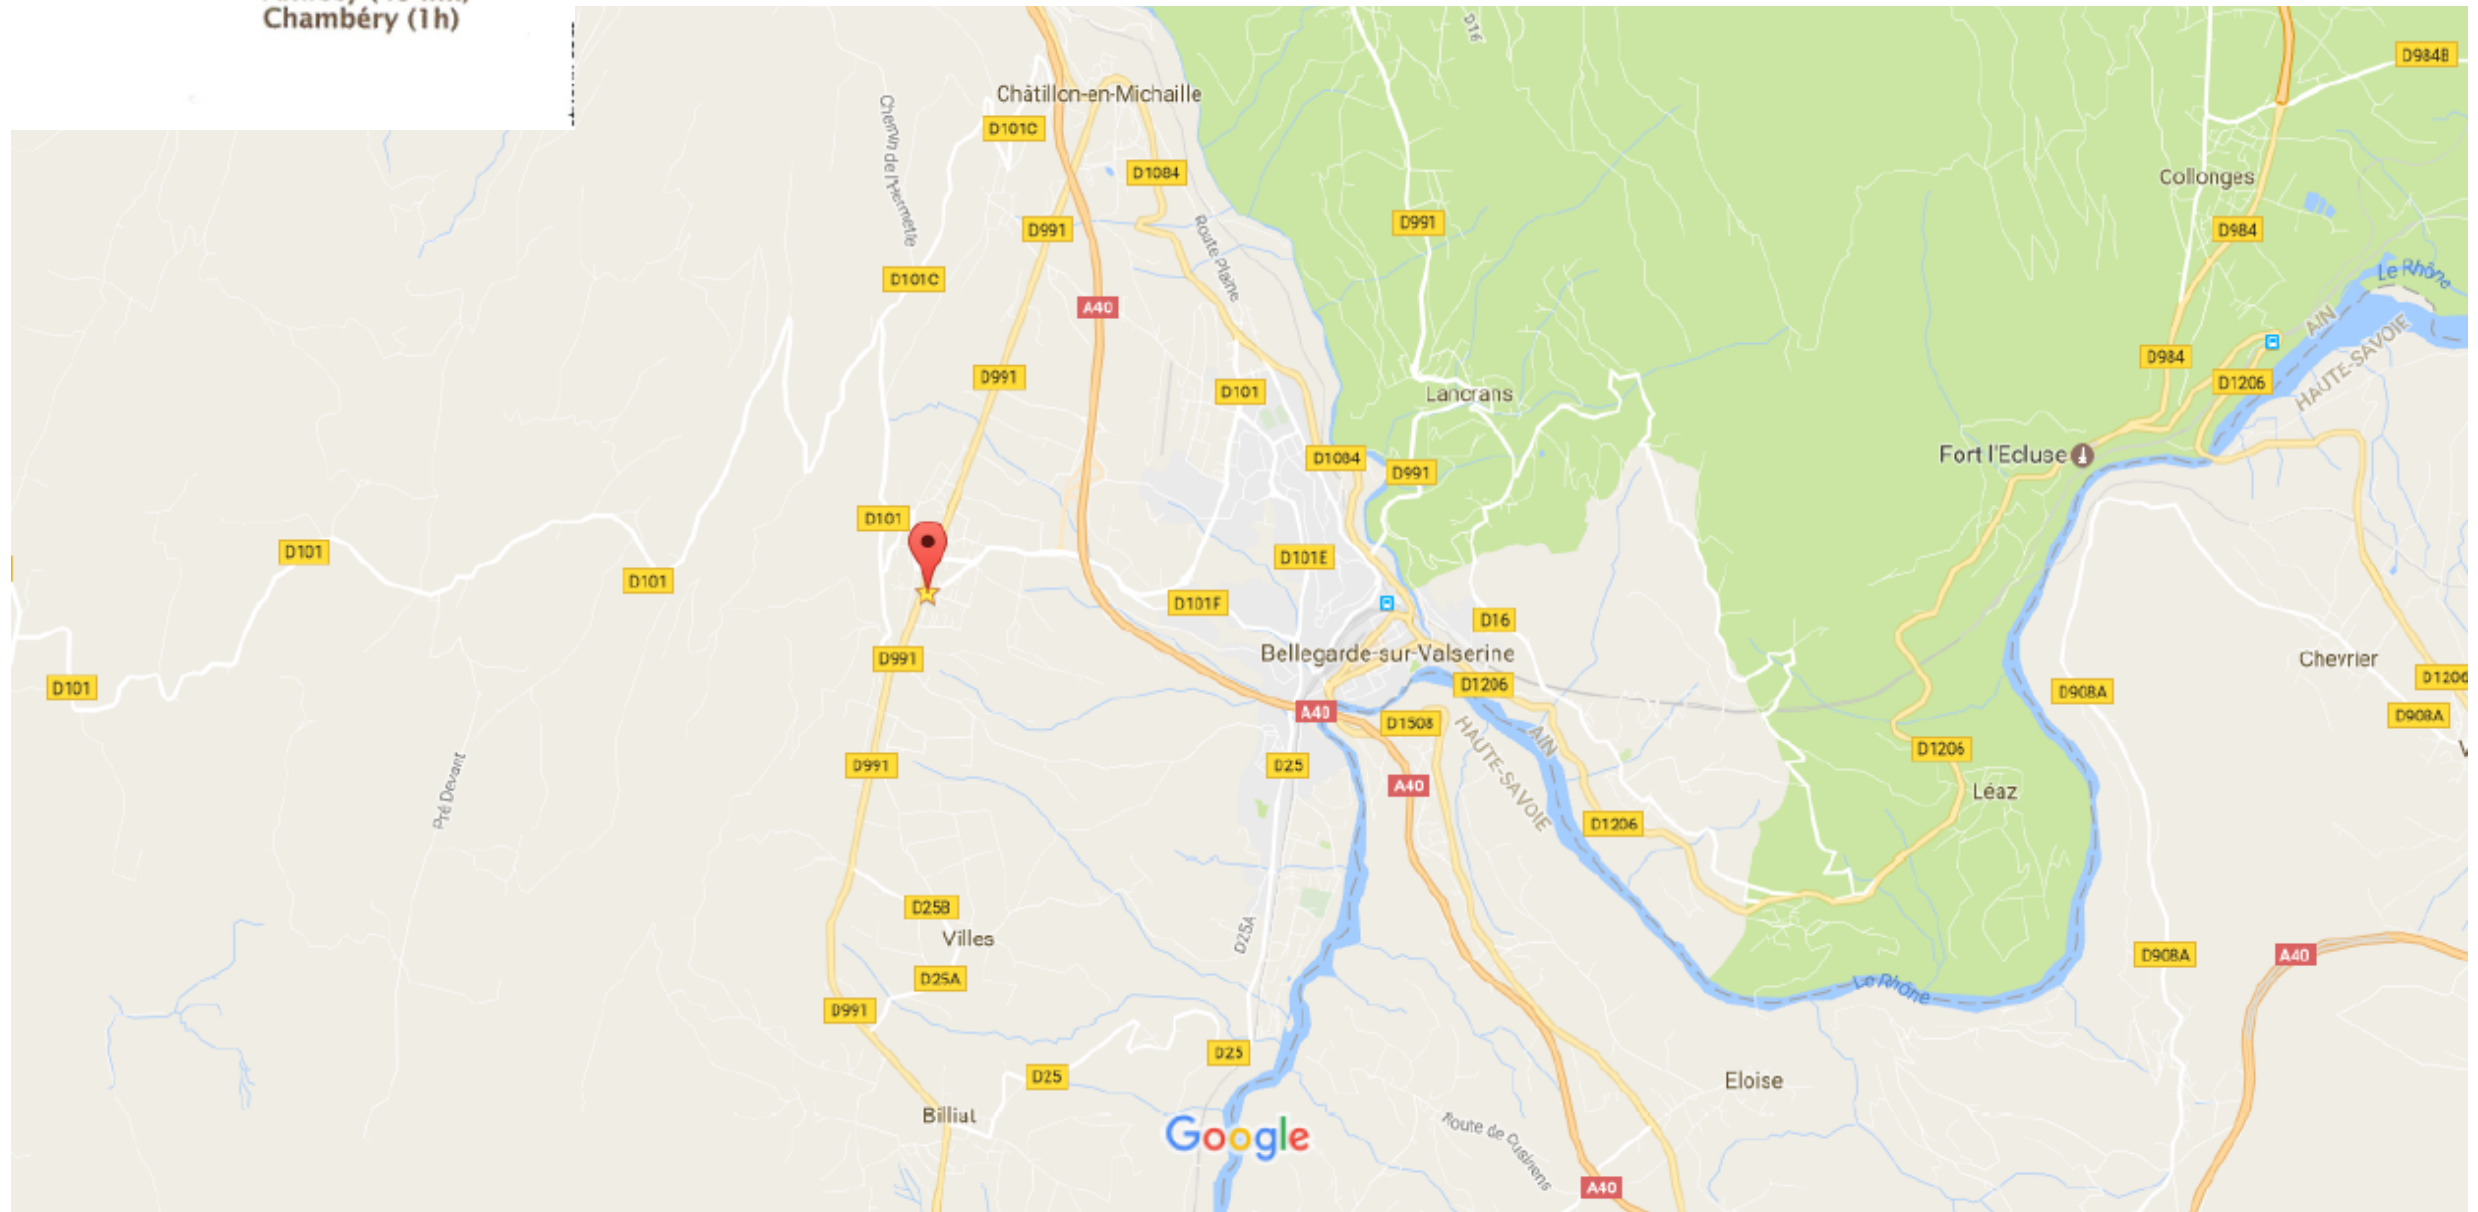 Chambéry (1h)
D16
D984B
Châtillon-en-Michaille
Chemin de l'Hermette
D101C
D1084
Collonges
D991
D991
D984
Route Plaine
D101C
Le Rhône
A40
AIN
HAUTE-SAVOIE
D984
D991
D101
Lancrans
D1206
D1084
D991
Fort l'Ecluse
D101
D101
D101
D101E
D101F
D16
D991
Bellegarde-sur-Valserine
Chevrier
D101
D1206
D908A
D1206
A40
D1508
D908A
HAUTE-SAVOIE
AIN
D1206
D991
D25
A40
Pré Devant
Léaz
D1206
D25B
D25A
Villes
D908A
A40
D25A
Le Rhône
D991
D25
D25
Eloise
Billiat
Google
Route de Cusinens
A40